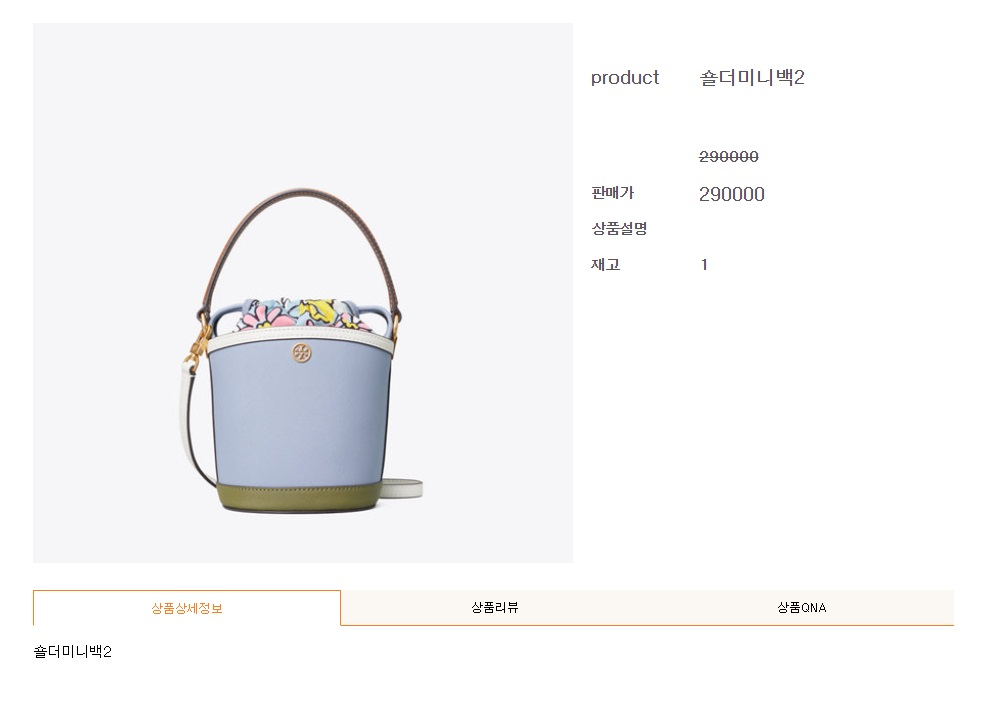 product 숄더미니백2
290000
판매가 290000
상품설명
재고 1
상품상세정보 상품리뷰 상품QNA
숄더미니백2